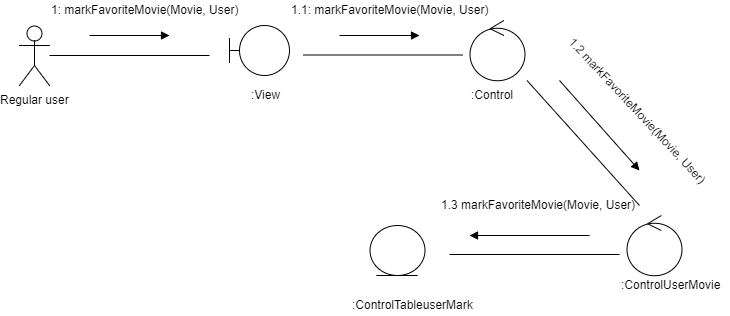 1: markFavoriteMovie(Movie, User)
1.1: markFavoriteMovie(Movie, User)
Regular user
:View
:Control
1.2 markFavoriteMovie(Movie, User)
1.3 markFavoriteMovie(Movie, User)
:ControlUserMovie
:ControlTableuserMark